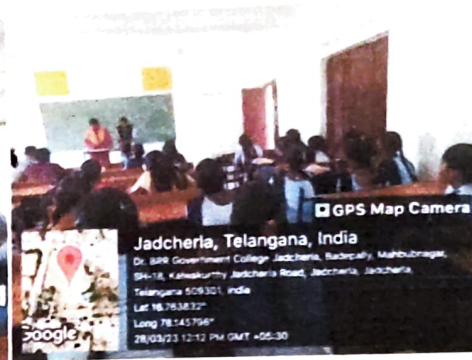 GPS Map Camera
Jadcherla, Telangana, India
Dr. BRR Government College Jadcherla, Badepally, Mahbubnagar,
SH-18, Kalwakurthy Jadcherla Road, Jadcherla, Jadcherla,
Telangana 509301, India
Lat 16.763832°
Long 78.145796°
28/03/23 12:12 PM GMT +05:30
Google